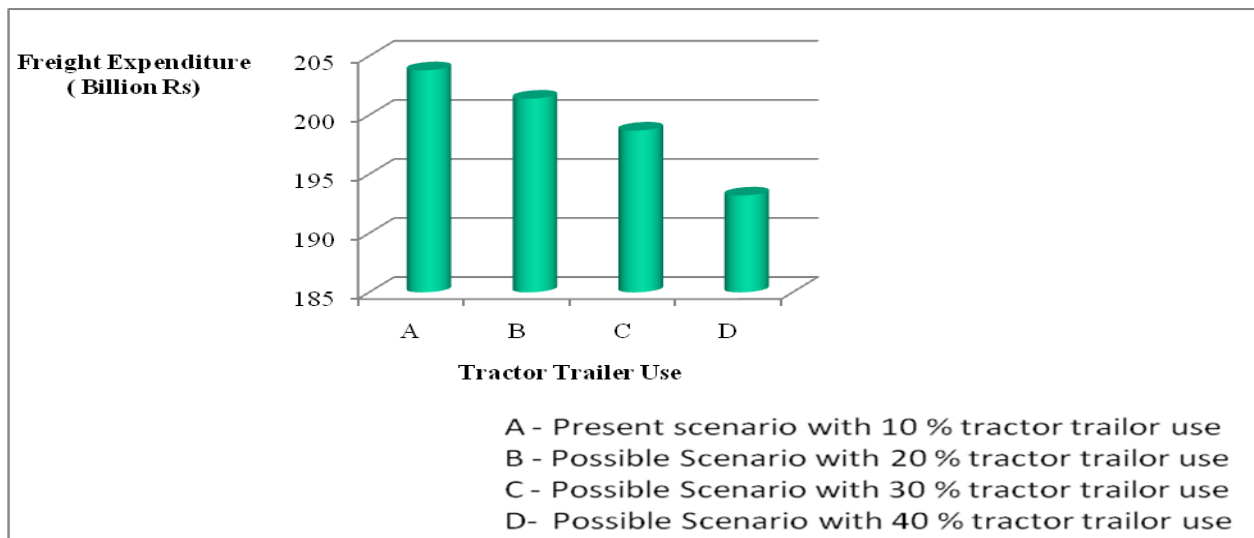 Freight Expenditure
( Billion Rs)
205
200
195
190
185
A B C D
Tractor Trailer Use
A - Present scenario with 10 % tractor trailor use
B - Possible Scenario with 20 % tractor trailor use
C - Possible Scenario with 30 % tractor trailor use
D- Possible Scenario with 40 % tractor trailor use